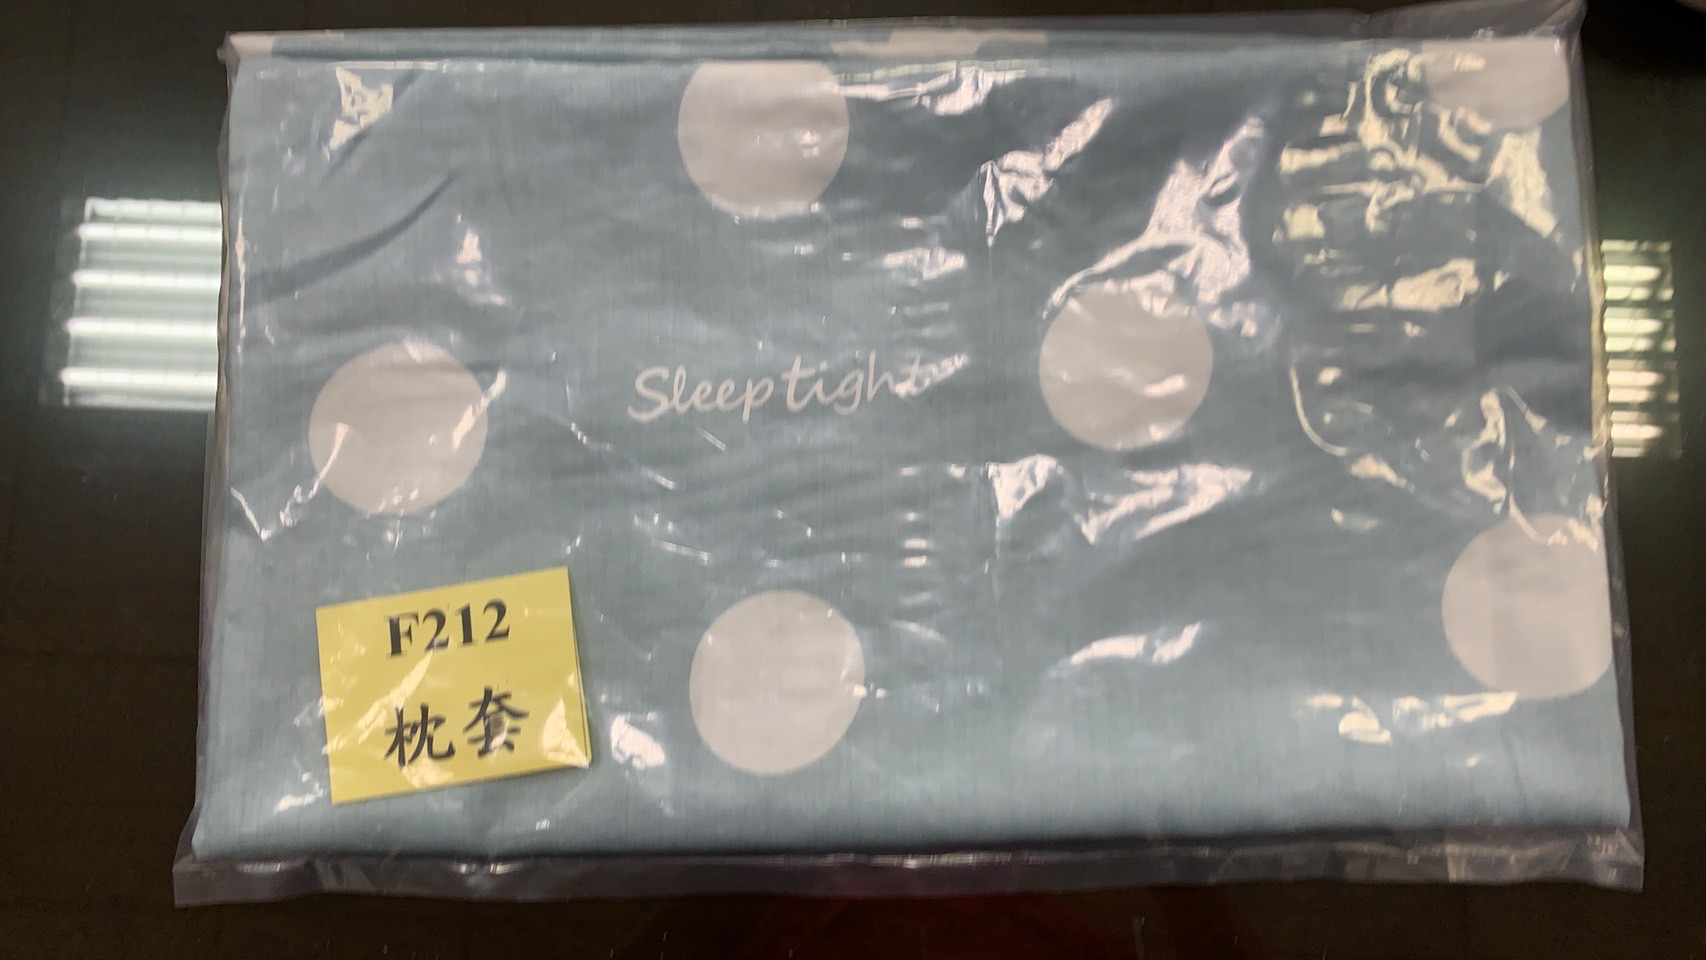 Sleep tight
F212
枕套